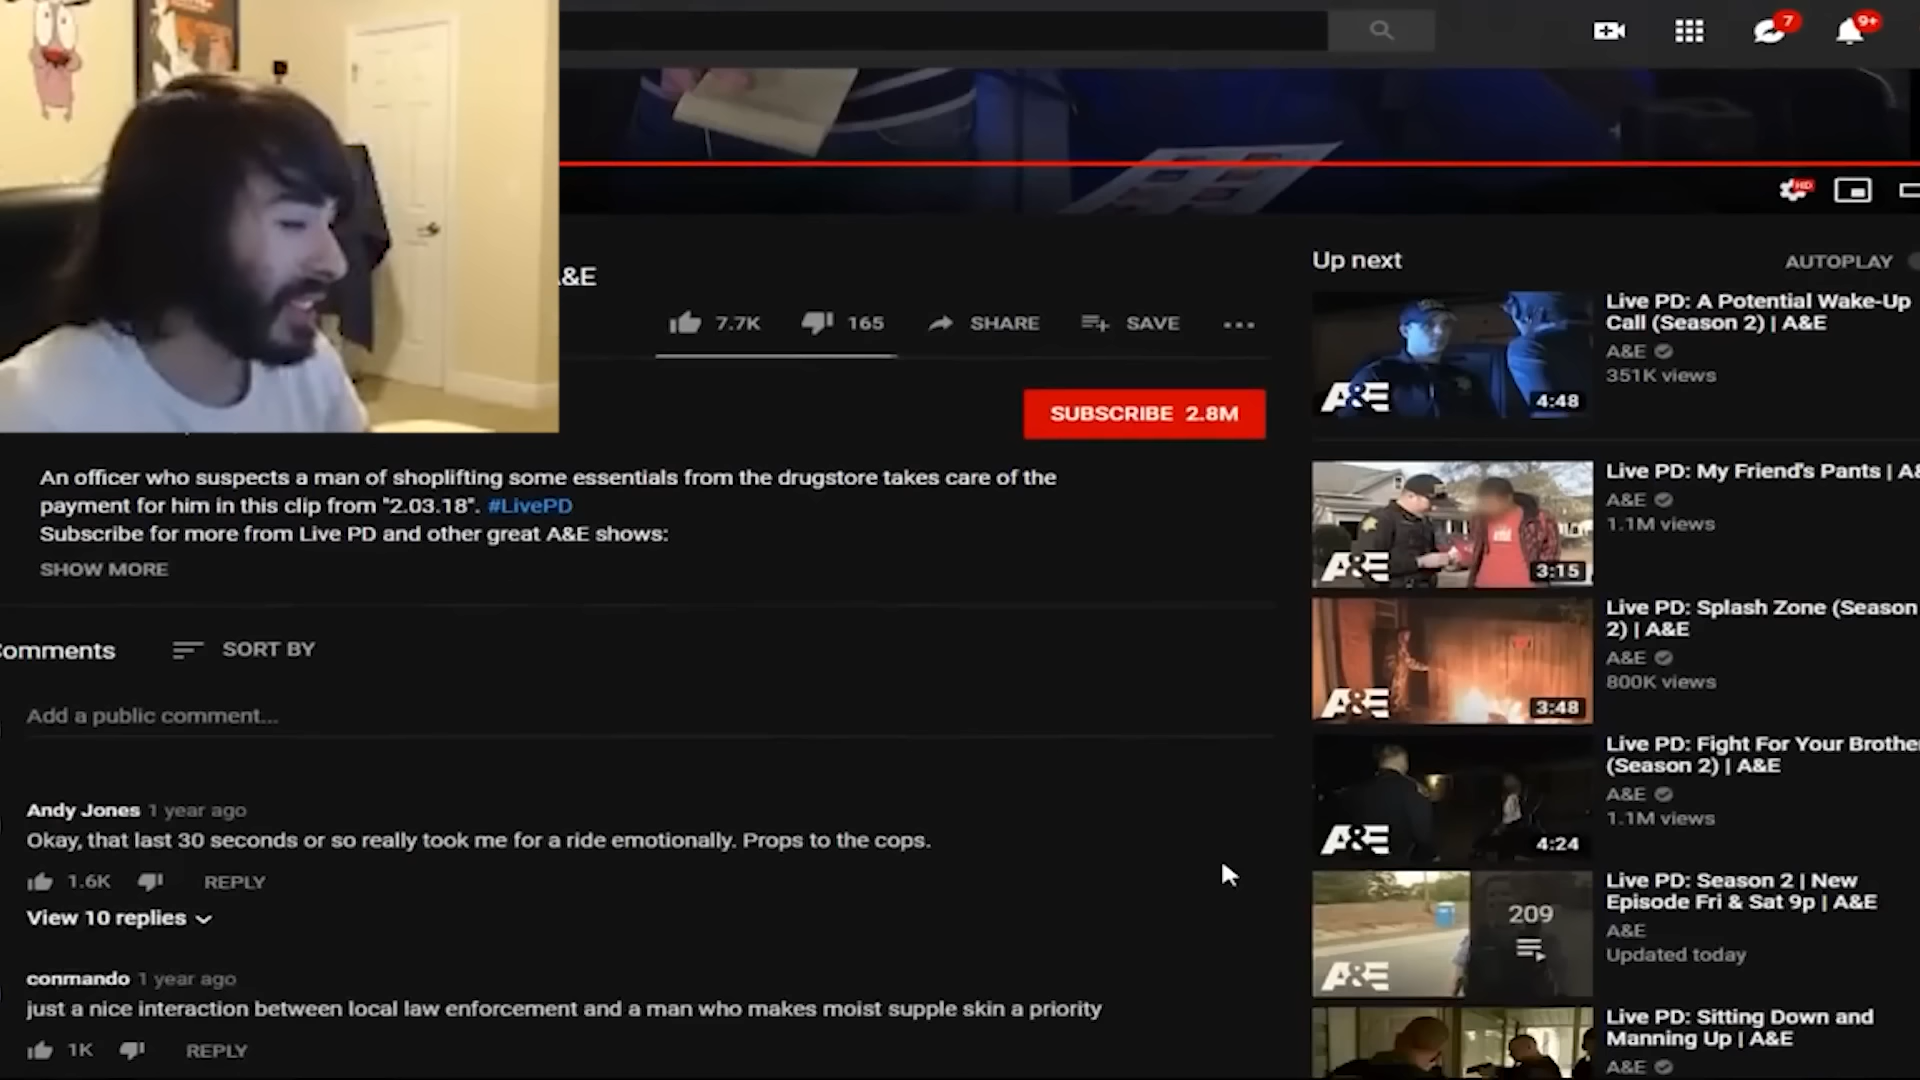 7
9+
HD
A&E
7.7K
165
SHARE
SAVE
SUBSCRIBE 2.8M
An officer who suspects a man of shoplifting some essentials from the drugstore takes care of the
payment for him in this clip from "2.03.18". #LivePD
Subscribe for more from Live PD and other great A&E shows:
SHOW MORE
Comments
SORT BY
Add a public comment...
Andy Jones 1 year ago
Okay, that last 30 seconds or so really took me for a ride emotionally. Props to the cops.
1.6K
REPLY
View 10 replies
conmando 1 year ago
just a nice interaction between local law enforcement and a man who makes moist supple skin a priority
1K
REPLY
Up next
AUTOPLAY
A&E
4:48
Live PD: A Potential Wake-Up
Call (Season 2) | A&E
A&E
351K views
A&E
3:15
Live PD: My Friend's Pants | A&
A&E
1.1M views
A&E
3:48
Live PD: Splash Zone (Season
2) | A&E
A&E
800K views
A&E
4:24
Live PD: Fight For Your Brother
(Season 2) | A&E
A&E
1.1M views
A&E
209
Live PD: Season 2 | New
Episode Fri & Sat 9p | A&E
A&E
Updated today
Live PD: Sitting Down and
Manning Up | A&E
A&E